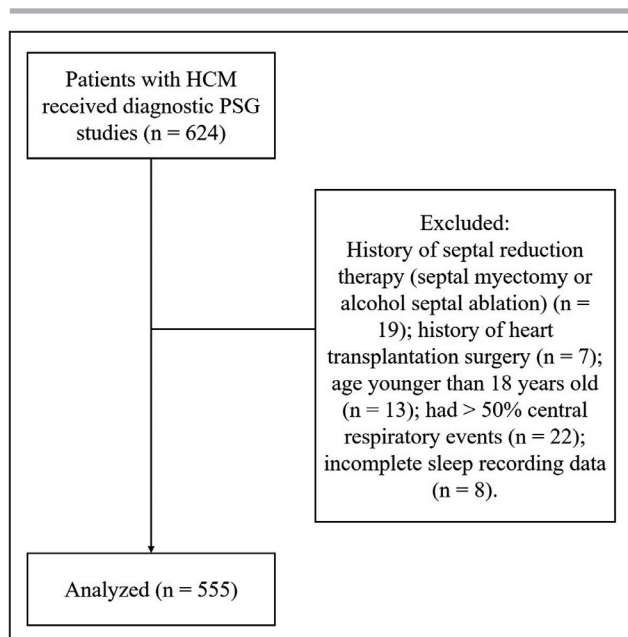 Patients with HCM
received diagnostic PSG
studies (n = 624)
Excluded:
History of septal reduction
therapy (septal myectomy or
alcohol septal ablation) (n =
19); history of heart
transplantation surgery (n = 7);
age younger than 18 years old
(n = 13); had > 50% central
respiratory events (n = 22);
incomplete sleep recording data
(n = 8).
Analyzed (n = 555)